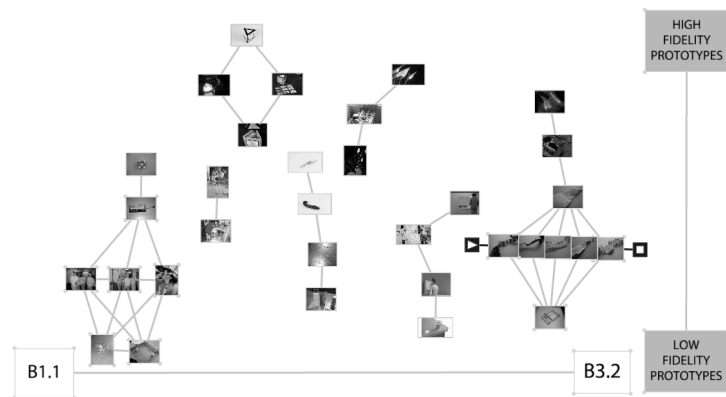 HIGH
FIDELITY
PROTOTYPES
LOW
FIDELITY
PROTOTYPES
B1.1
B3.2